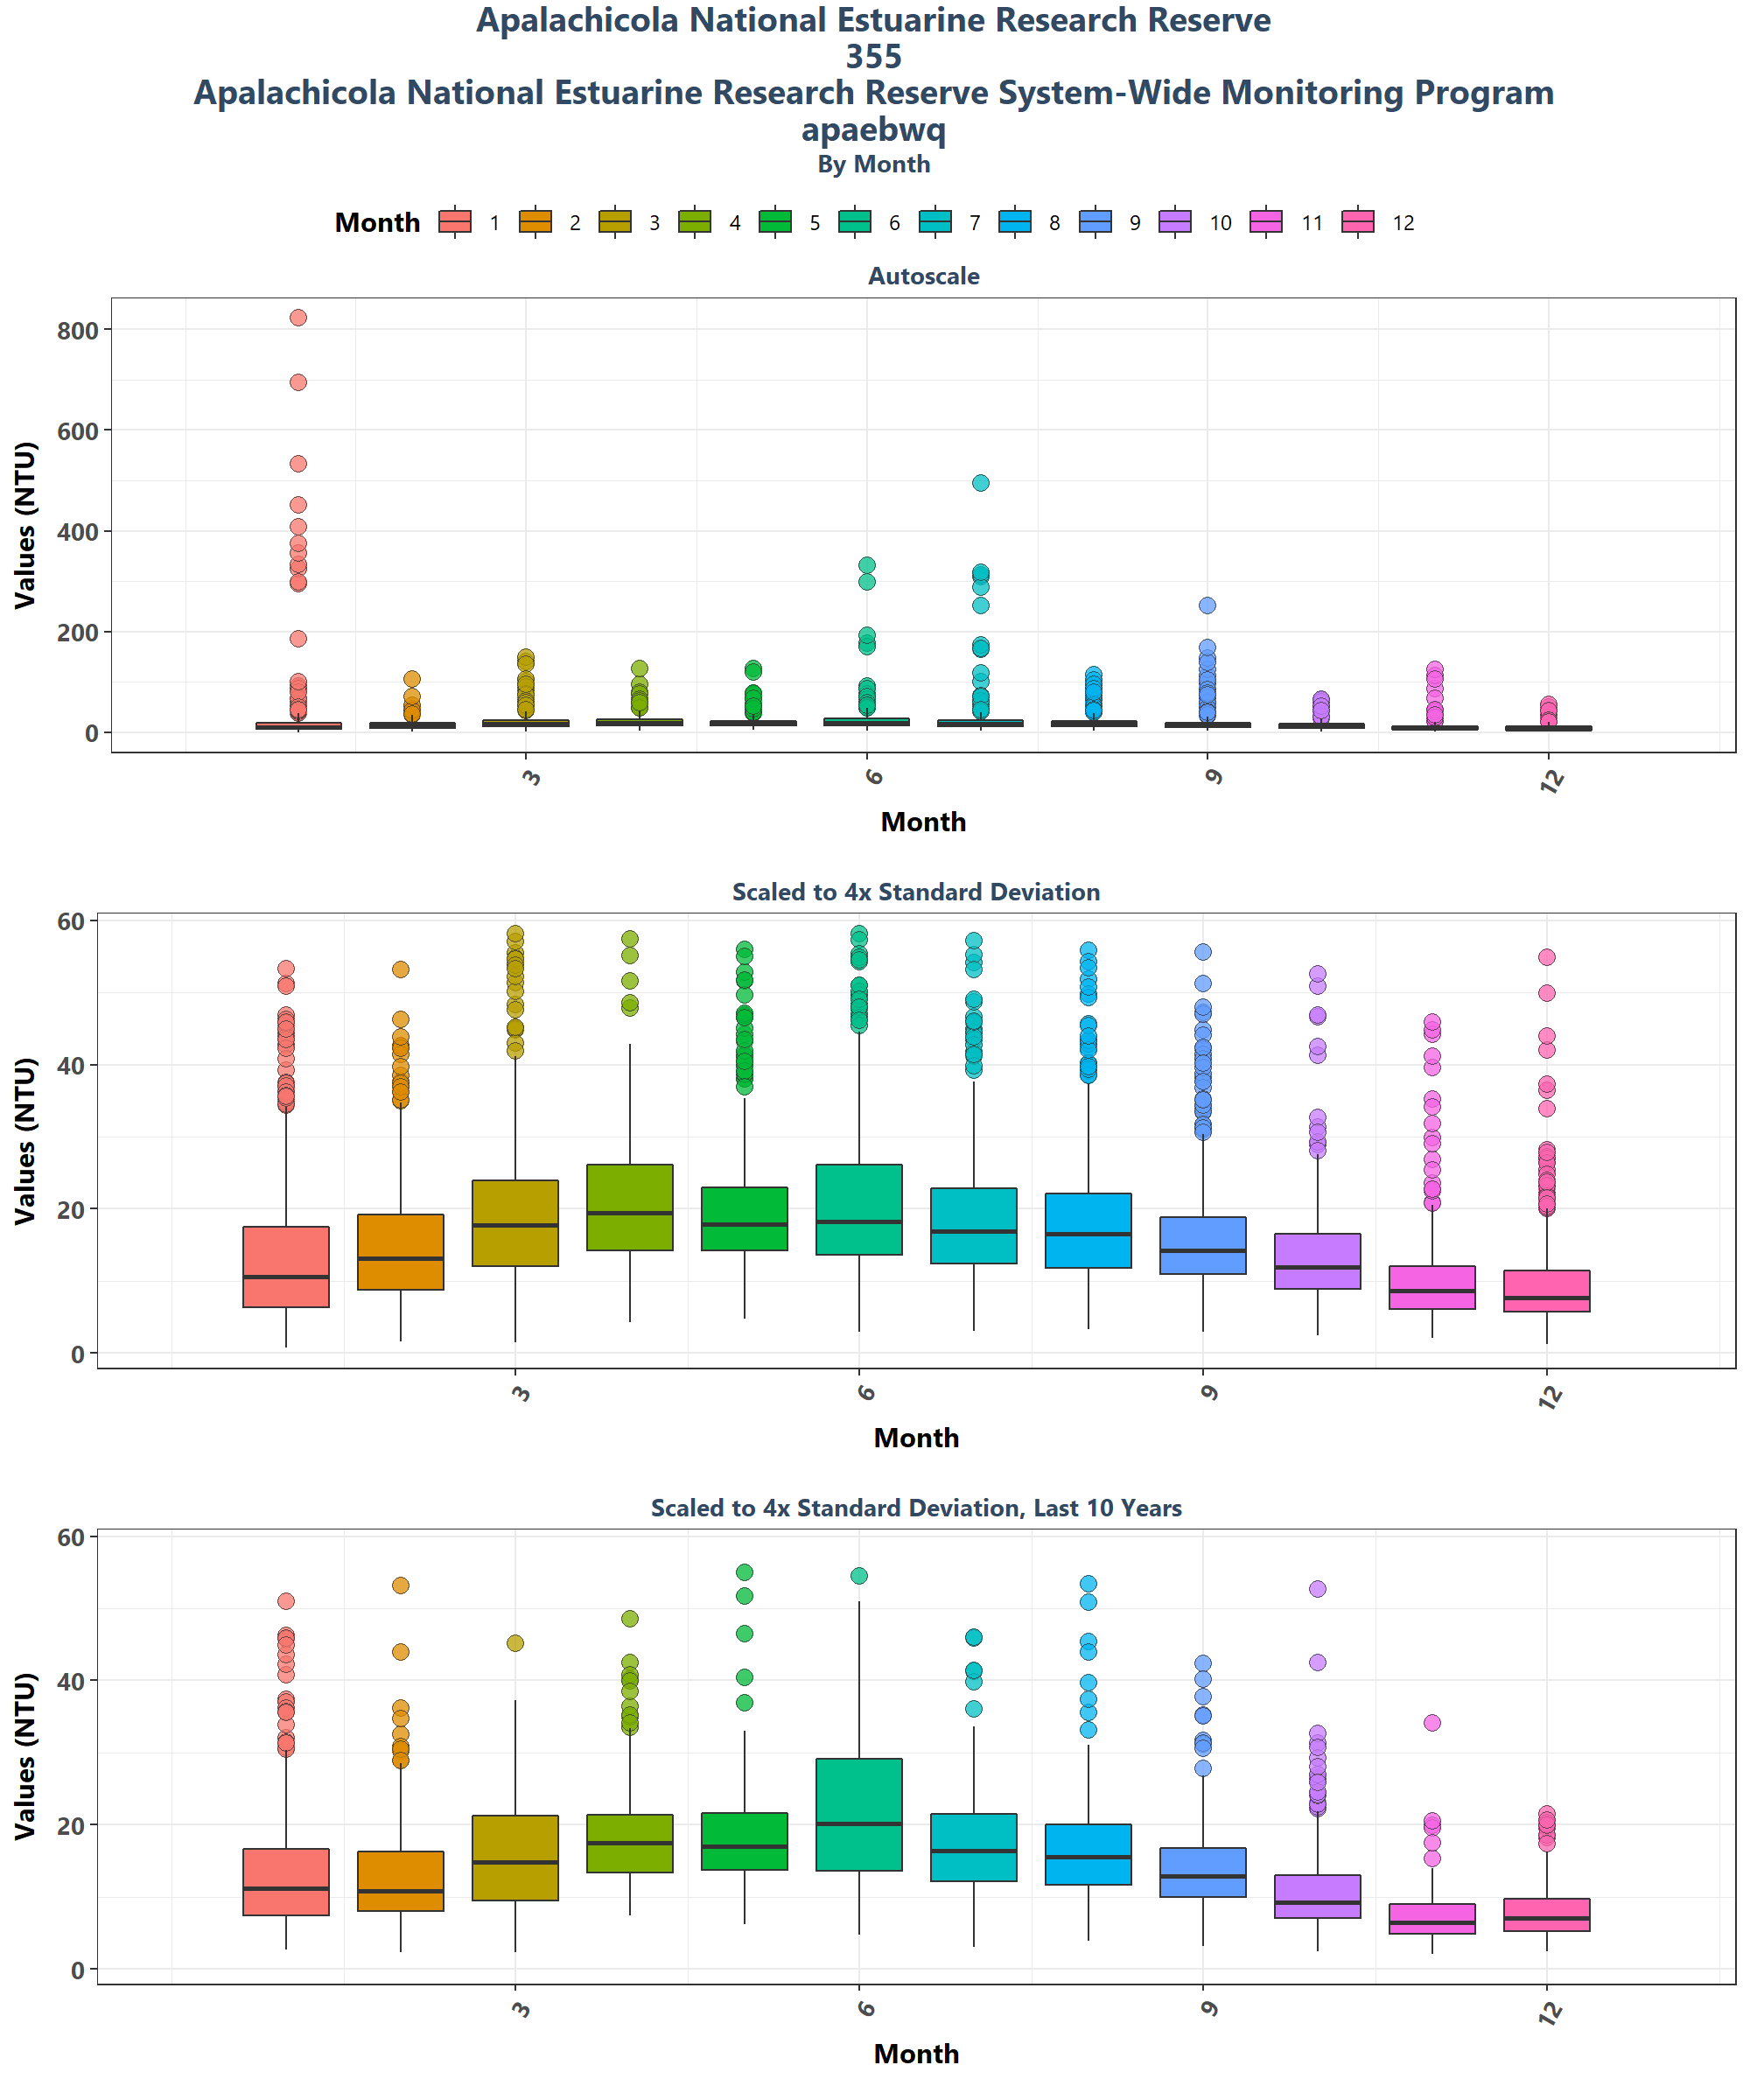 Apalachicola National Estuarine Research Reserve
355
Apalachicola National Estuarine Research Reserve System-Wide Monitoring Program
apaebwq
By Month
Month 1 2 3 4 5 6 7 8 9 10 11 12
Autoscale
Values (NTU)
800
600
400
200
0
3 6 9 12
Month
Scaled to 4x Standard Deviation
Values (NTU)
60
40
20
0
3 6 9 12
Month
Scaled to 4x Standard Deviation, Last 10 Years
Values (NTU)
60
40
20
0
3 6 9 12
Month